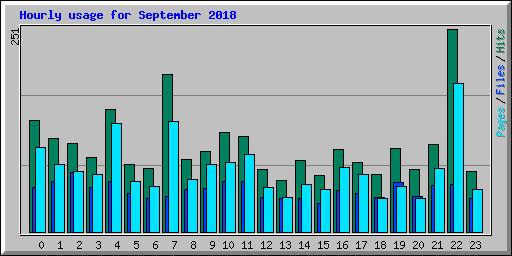 Hourly usage for September 2018
251
Pages / Files / Hits
0 1 2 3 4 5 6 7 8 9 10 11 12 13 14 15 16 17 18 19 20 21 22 23